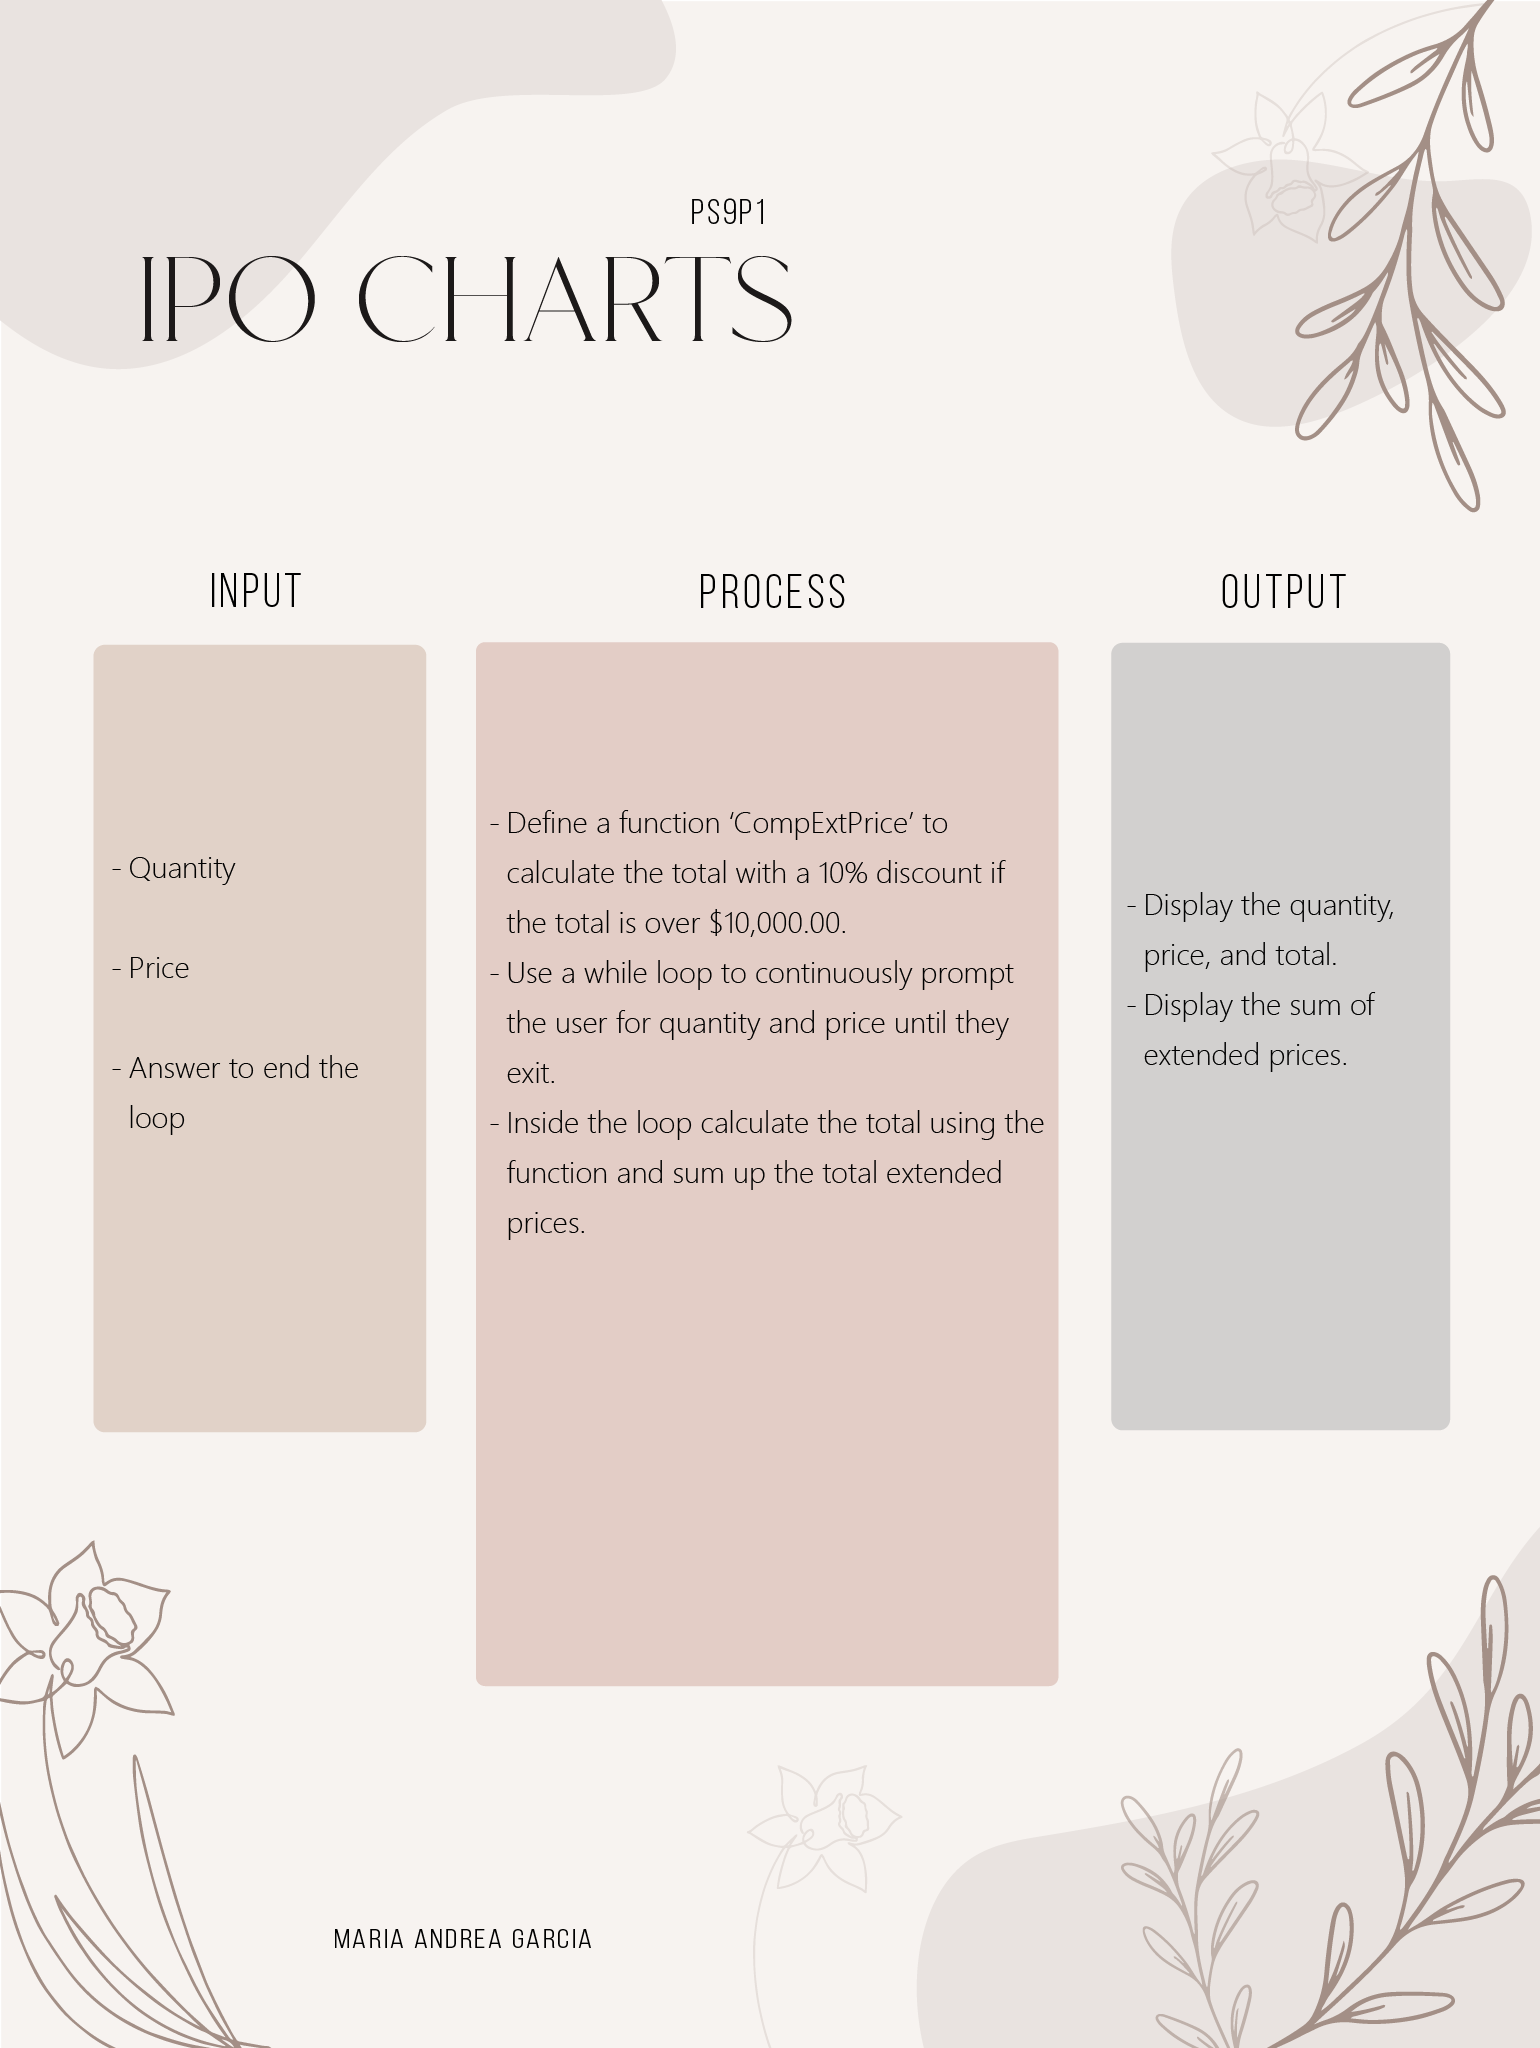 PS9P1
IPO CHARTS
INPUT
- Quantity
- Price
- Answer to end the
loop
PROCESS
- Define a function ‘CompExtPrice’ to
calculate the total with a 10% discount if
the total is over $10,000.00.
- Use a while loop to continuously prompt
the user for quantity and price until they
exit.
- Inside the loop calculate the total using the
function and sum up the total extended
prices.
OUTPUT
- Display the quantity,
price, and total.
- Display the sum of
extended prices.
MARIA ANDREA GARCIA